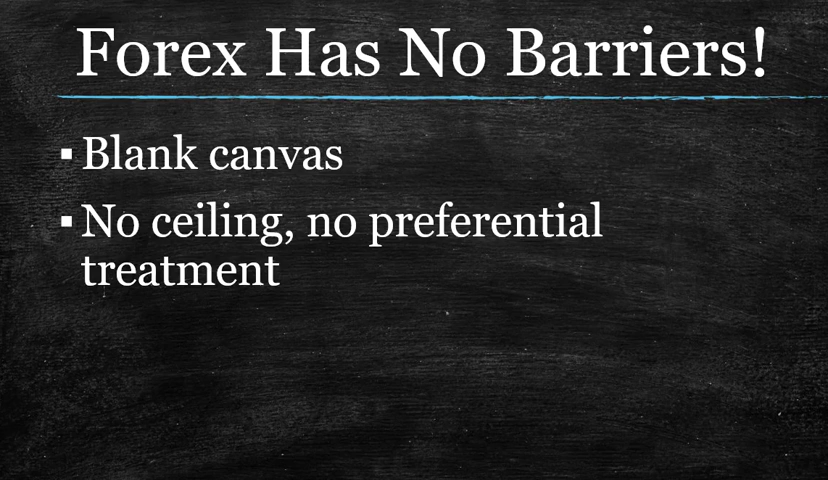 Forex Has No Barriers!
▪ Blank canvas
▪ No ceiling, no preferential
treatment